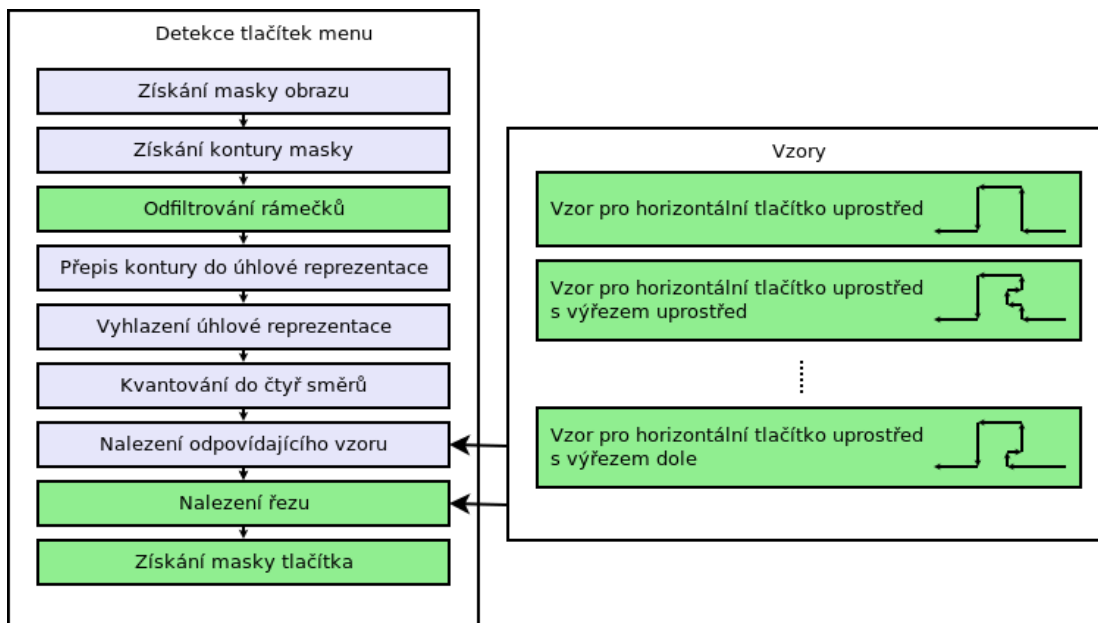 Detekce tlačítek menu
Získání masky obrazu
Získání kontury masky
Odfiltrování rámečků
Přepis kontury do úhlové reprezentace
Vyhlazení úhlové reprezentace
Kvantování do čtyř směrů
Nalezení odpovídajícího vzoru
Nalezení řezu
Získání masky tlačítka
Vzory
Vzor pro horizontální tlačítko uprostřed
Vzor pro horizontální tlačítko uprostřed
s výřezem uprostřed
Vzor pro horizontální tlačítko uprostřed
s výřezem dole